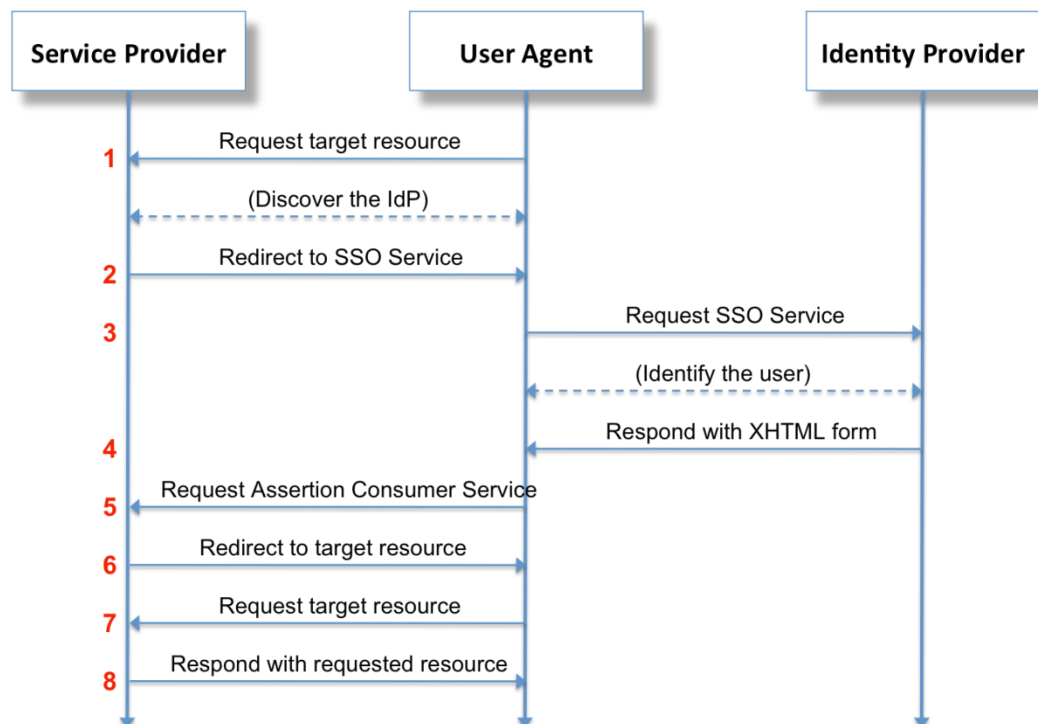 Service Provider
User Agent
Identity Provider
1
Request target resource
(Discover the IdP)
2
Redirect to SSO Service
3
Request SSO Service
(Identify the user)
4
Respond with XHTML form
5
Request Assertion Consumer Service
6
Redirect to target resource
7
Request target resource
8
Respond with requested resource